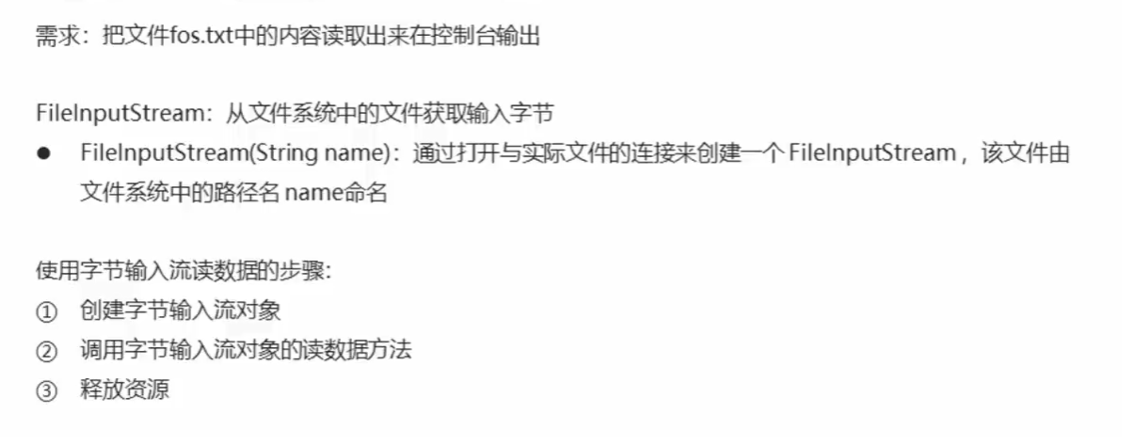 需求：把文件fos.txt中的内容读取出来在控制台输出
FileInputStream：从文件系统中的文件获取输入字节
● FileInputStream(String name)：通过打开与实际文件的连接来创建一个 FileInputStream ，该文件由
文件系统中的路径名 name命名
使用字节输入流读数据的步骤：
① 创建字节输入流对象
② 调用字节输入流对象的读数据方法
③ 释放资源